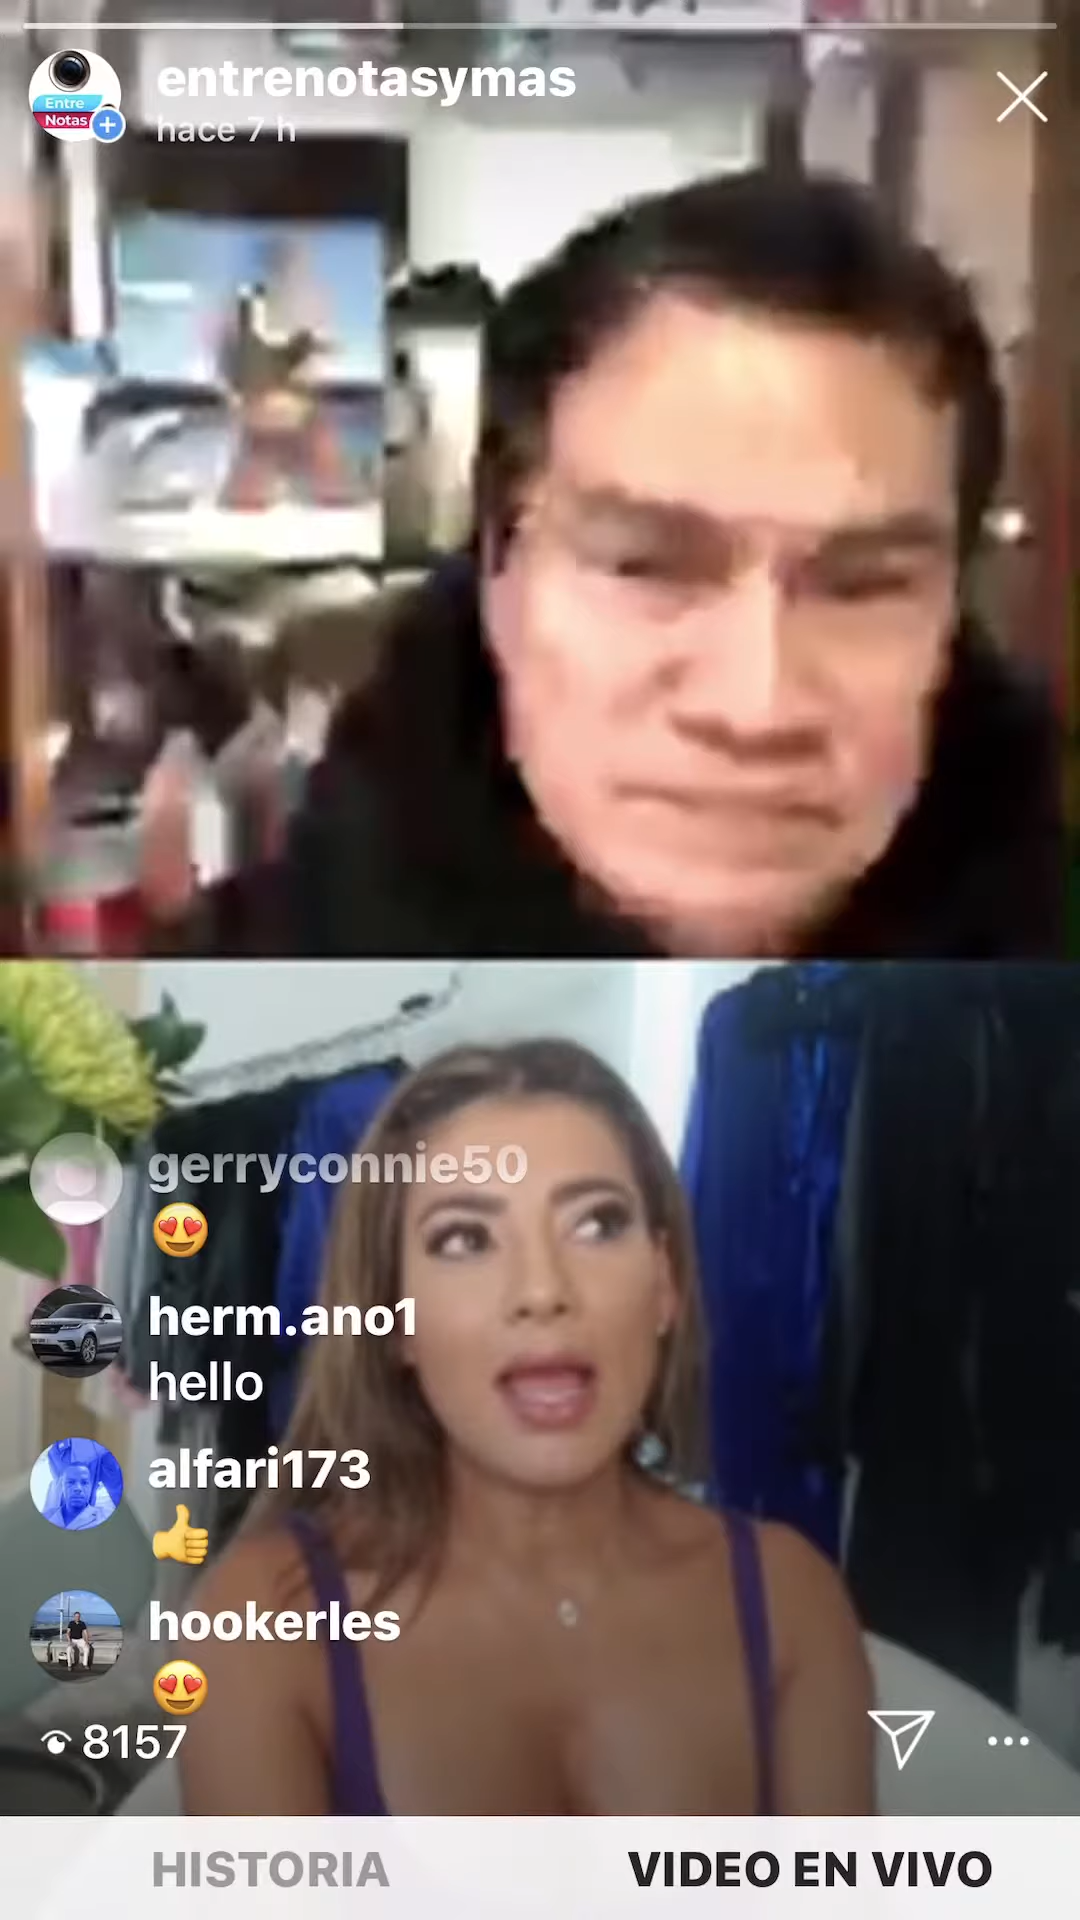 entrenotasymas
hace 7 h
Entre
Notas
gerryconnie50
😍
herm.ano1
hello
alfari173
👍
hookerles
😍
8157
HISTORIA
VIDEO EN VIVO